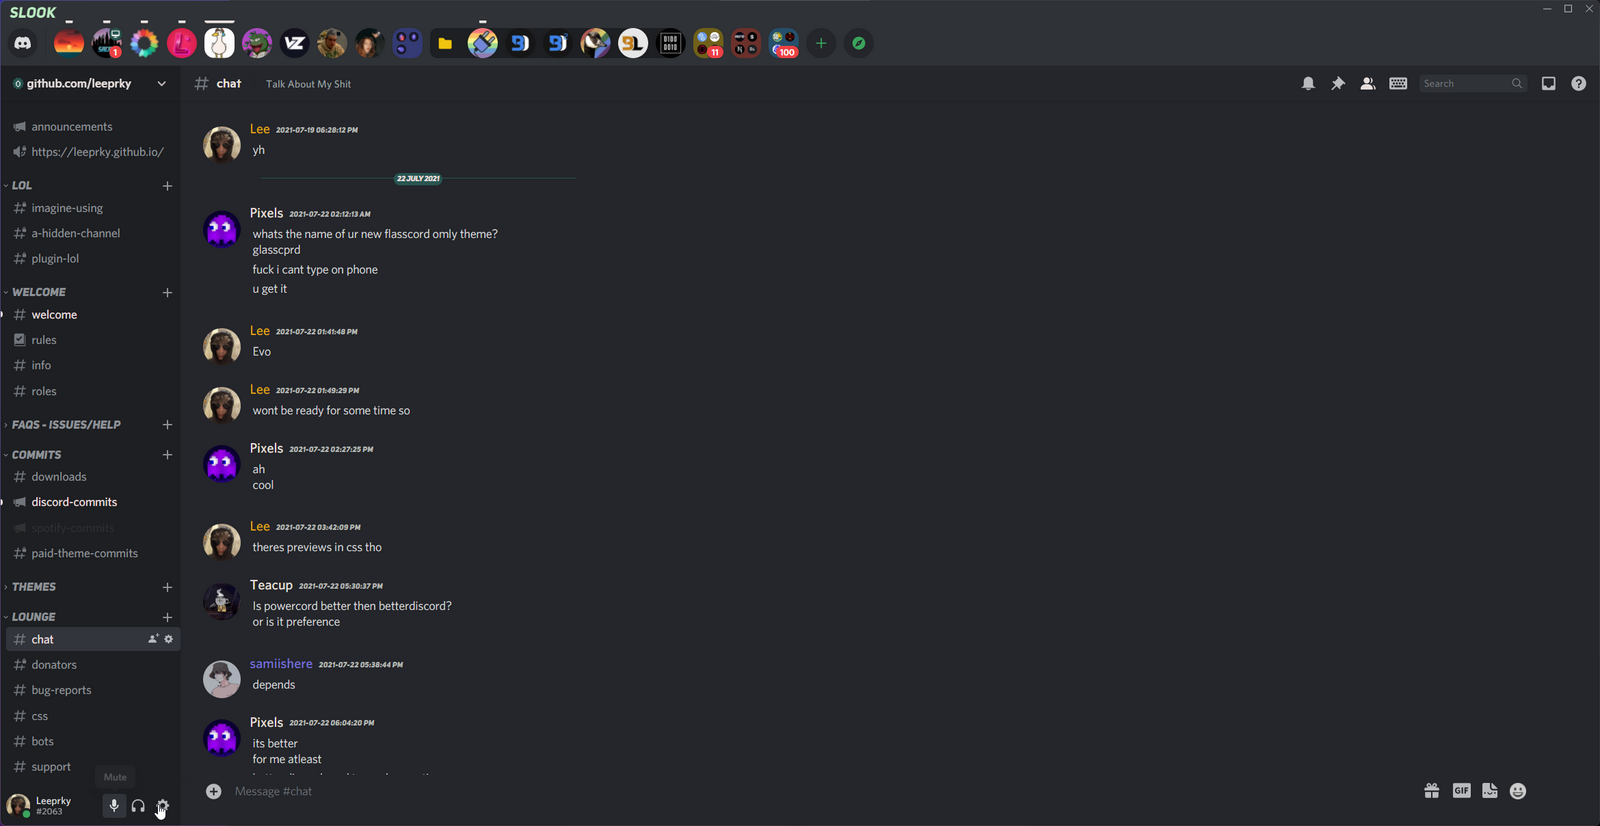 SLOOK
1
11
100
github.com/leeprky
chat
Talk About My Shit
Search
announcements
https://leeprky.github.io/
LOL
imagine-using
a-hidden-channel
plugin-lol
WELCOME
welcome
rules
info
roles
FAQS - ISSUES/HELP
COMMITS
downloads
discord-commits
spotify-commits
paid-theme-commits
THEMES
LOUNGE
chat
donators
bug-reports
css
bots
support
Mute
Leeprky
#2063
Lee 2021-07-19 06:28:12 PM
yh
22 JULY 2021
Pixels 2021-07-22 02:12:13 AM
whats the name of ur new flasscord omly theme?
glasscprd
fuck i cant type on phone
u get it
Lee 2021-07-22 01:41:48 PM
Evo
Lee 2021-07-22 01:49:29 PM
wont be ready for some time so
Pixels 2021-07-22 02:27:25 PM
ah
cool
Lee 2021-07-22 03:42:09 PM
theres previews in css tho
Teacup 2021-07-22 05:30:37 PM
Is powercord better then betterdiscord?
or is it preference
samiishere 2021-07-22 05:38:44 PM
depends
Pixels 2021-07-22 06:04:20 PM
its better
for me atleast
Message #chat
GIF